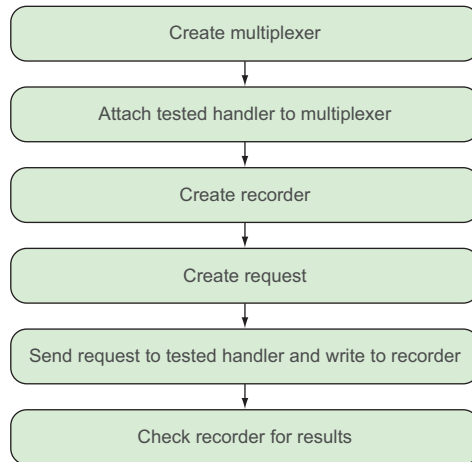 Create multiplexer
Attach tested handler to multiplexer
Create recorder
Create request
Send request to tested handler and write to recorder
Check recorder for results